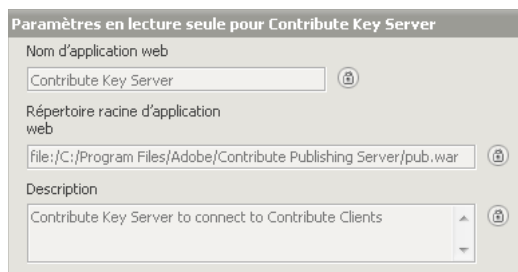 Paramètres en lecture seule pour Contribute Key Server
Nom d'application web
Contribute Key Server
Répertoire racine d'application
web
file:/C:/Program Files/Adobe/Contribute Publishing Server/pub.war
Description
Contribute Key Server to connect to Contribute Clients